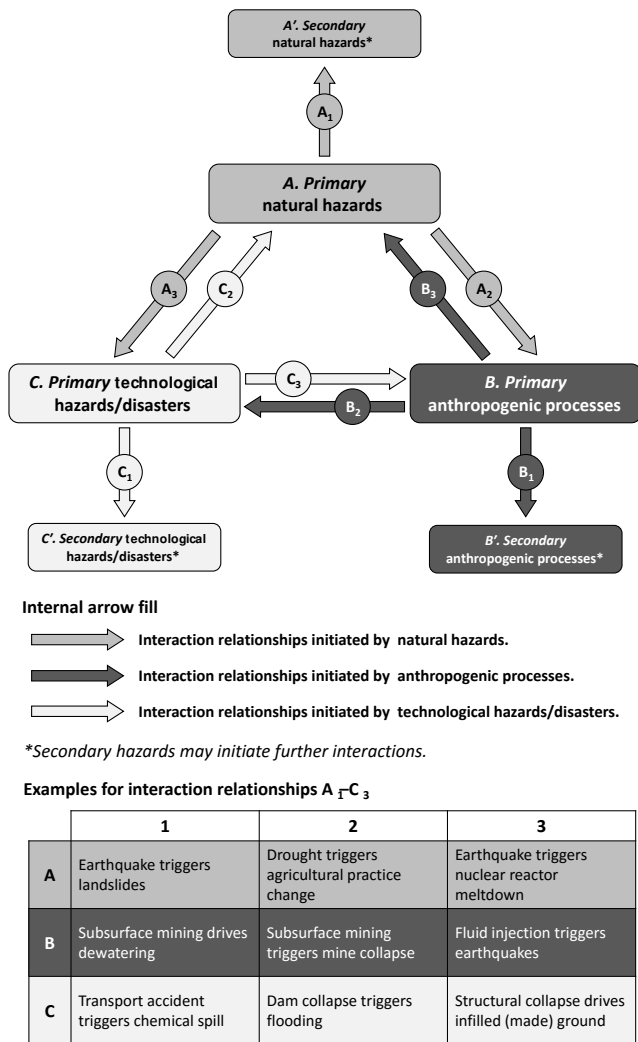 A'. Secondary
natural hazards*
A1
A. Primary
natural hazards
A3
C2
B3
A2
C. Primary technological
hazards/disasters
C3
B2
B. Primary
anthropogenic processes
C1
B1
C'. Secondary technological
hazards/disasters*
B'. Secondary
anthropogenic processes*
Internal arrow fill
Interaction relationships initiated by natural hazards.
Interaction relationships initiated by anthropogenic processes.
Interaction relationships initiated by technological hazards/disasters.
*Secondary hazards may initiate further interactions.
Examples for interaction relationships A1–C3
1 2 3
A
Earthquake triggers
landslides
Drought triggers
agricultural practice
change
Earthquake triggers
nuclear reactor
meltdown
B
Subsurface mining drives
dewatering
Subsurface mining
triggers mine collapse
Fluid injection triggers
earthquakes
C
Transport accident
triggers chemical spill
Dam collapse triggers
flooding
Structural collapse drives
infilled (made) ground